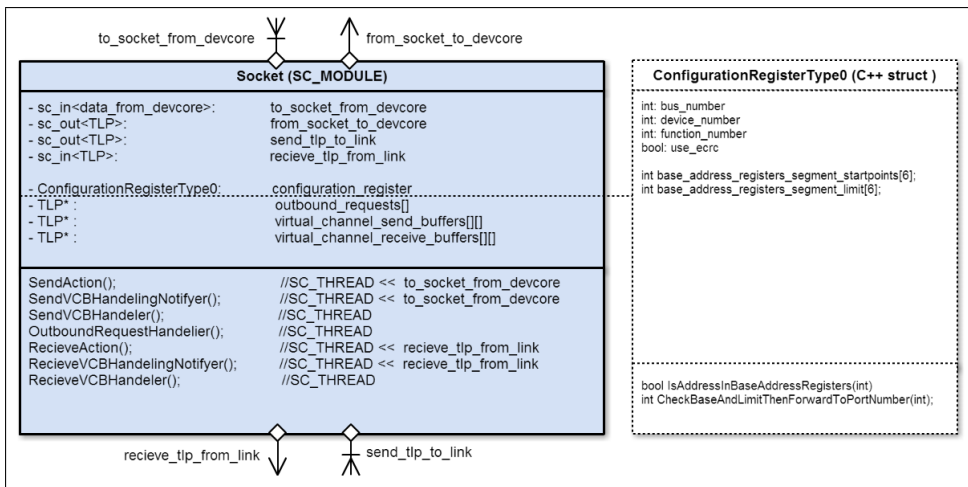 to_socket_from_devcore
from_socket_to_devcore
Socket (SC_MODULE)
- sc_in<data_from_devcore>: to_socket_from_devcore
- sc_out<TLP>: from_socket_to_devcore
- sc_out<TLP>: send_tlp_to_link
- sc_in<TLP>: recieve_tlp_from_link
- ConfigurationRegisterType0: configuration_register
- TLP* : outbound_requests[]
- TLP* : virtual_channel_send_buffers[][]
- TLP* : virtual_channel_receive_buffers[][]
SendAction(); //SC_THREAD << to_socket_from_devcore
SendVCBHandelingNotifyer(); //SC_THREAD << to_socket_from_devcore
SendVCBHandeler(); //SC_THREAD
OutboundRequestHandelier(); //SC_THREAD
RecieveAction(); //SC_THREAD << recieve_tlp_from_link
RecieveVCBHandelingNotifyer(); //SC_THREAD << recieve_tlp_from_link
RecieveVCBHandeler(); //SC_THREAD
recieve_tlp_from_link
send_tlp_to_link
ConfigurationRegisterType0 (C++ struct )
int: bus_number
int: device_number
int: function_number
bool: use_ecrc
int base_address_registers_segment_startpoints[6];
int base_address_registers_segment_limit[6];
bool IsAddressInBaseAddressRegisters(int)
int CheckBaseAndLimitThenForwardToPortNumber(int);